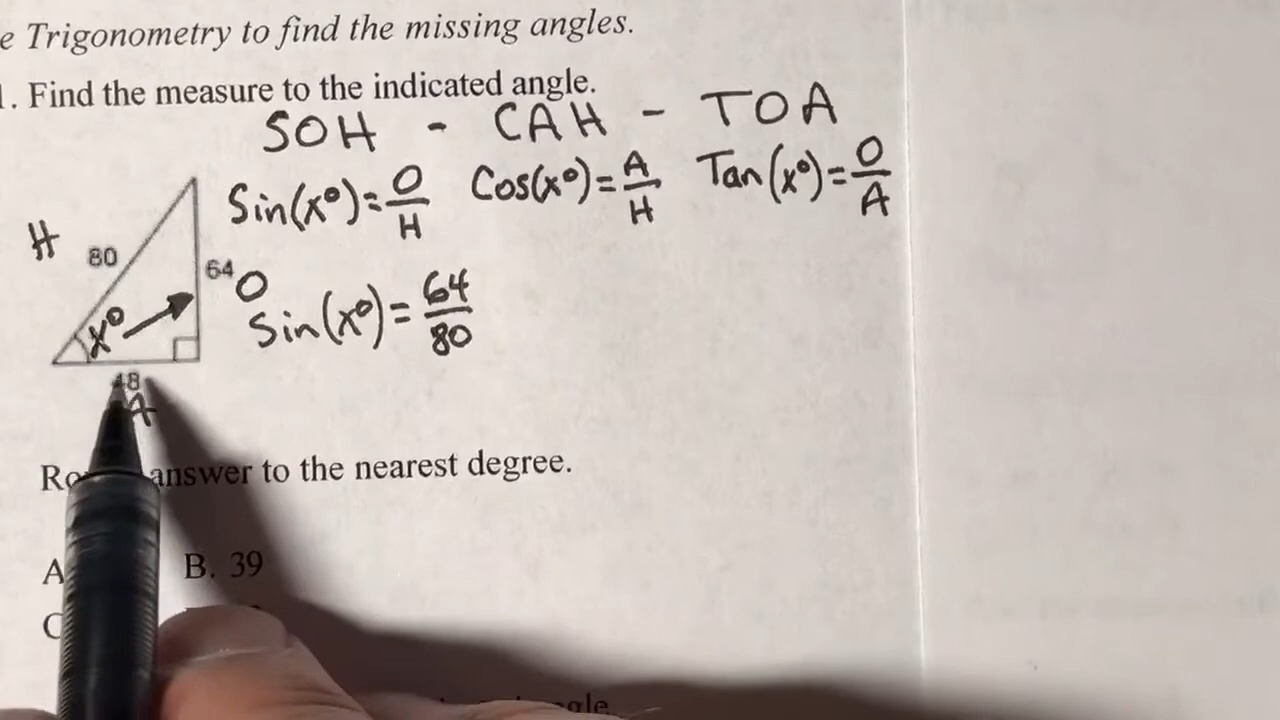 e Trigonometry to find the missing angles.
1. Find the measure to the indicated angle.
SOH - CAH - TOA
Sin(x°)=O/H Cos(x°)=A/H Tan(x°)=O/A
H 80 64 O
x°
Sin(x°)=64/80
48
A
answer to the nearest degree.
A B. 39
C